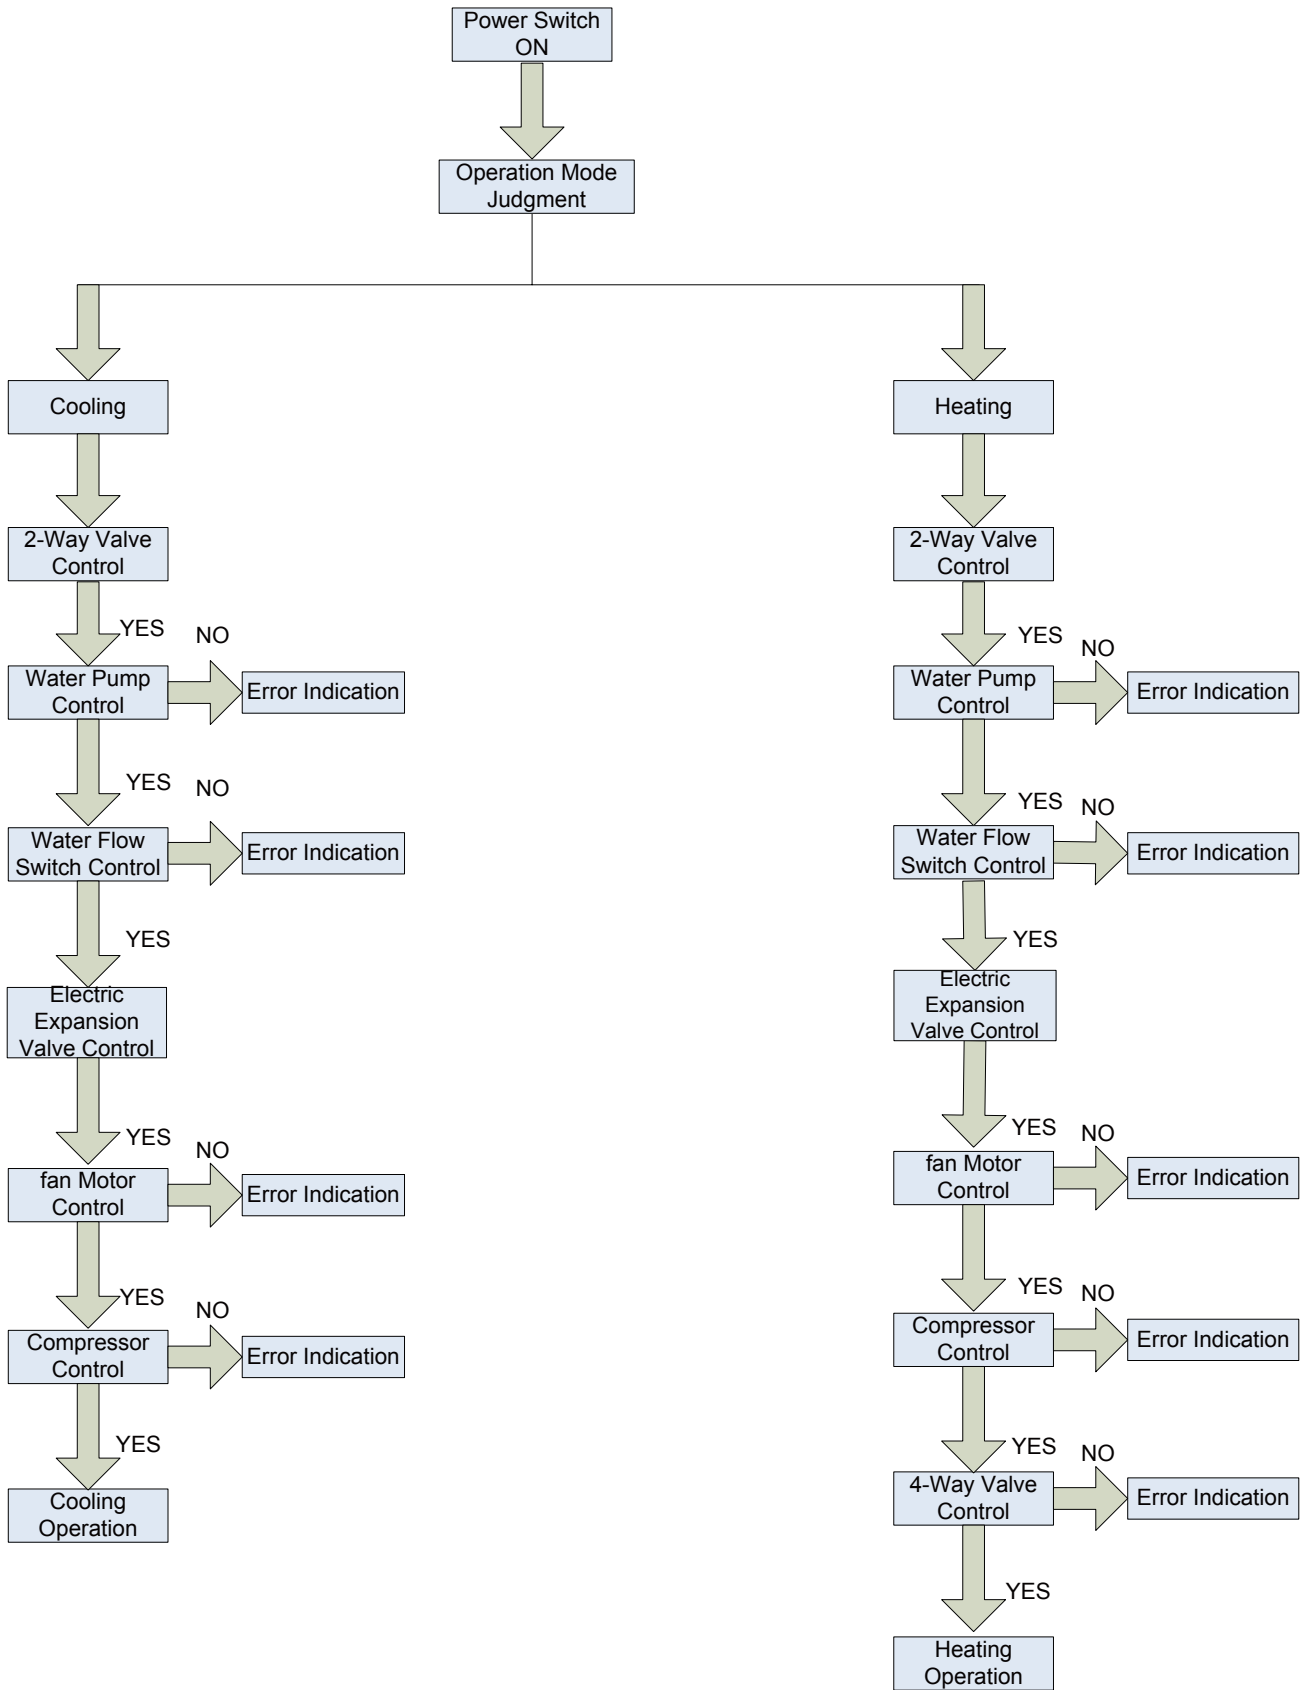 Power Switch
ON
Operation Mode
Judgment
Cooling
Heating
2-Way Valve
Control
2-Way Valve
Control
YES
NO
YES
NO
Water Pump
Control
Error Indication
Water Pump
Control
Error Indication
YES
NO
YES
NO
Water Flow
Switch Control
Error Indication
Water Flow
Switch Control
Error Indication
YES
YES
Electric
Expansion
Valve Control
Electric
Expansion
Valve Control
YES
NO
YES
NO
fan Motor
Control
Error Indication
fan Motor
Control
Error Indication
YES
NO
YES
NO
Compressor
Control
Error Indication
Compressor
Control
Error Indication
YES
YES
NO
Cooling
Operation
4-Way Valve
Control
Error Indication
YES
Heating
Operation